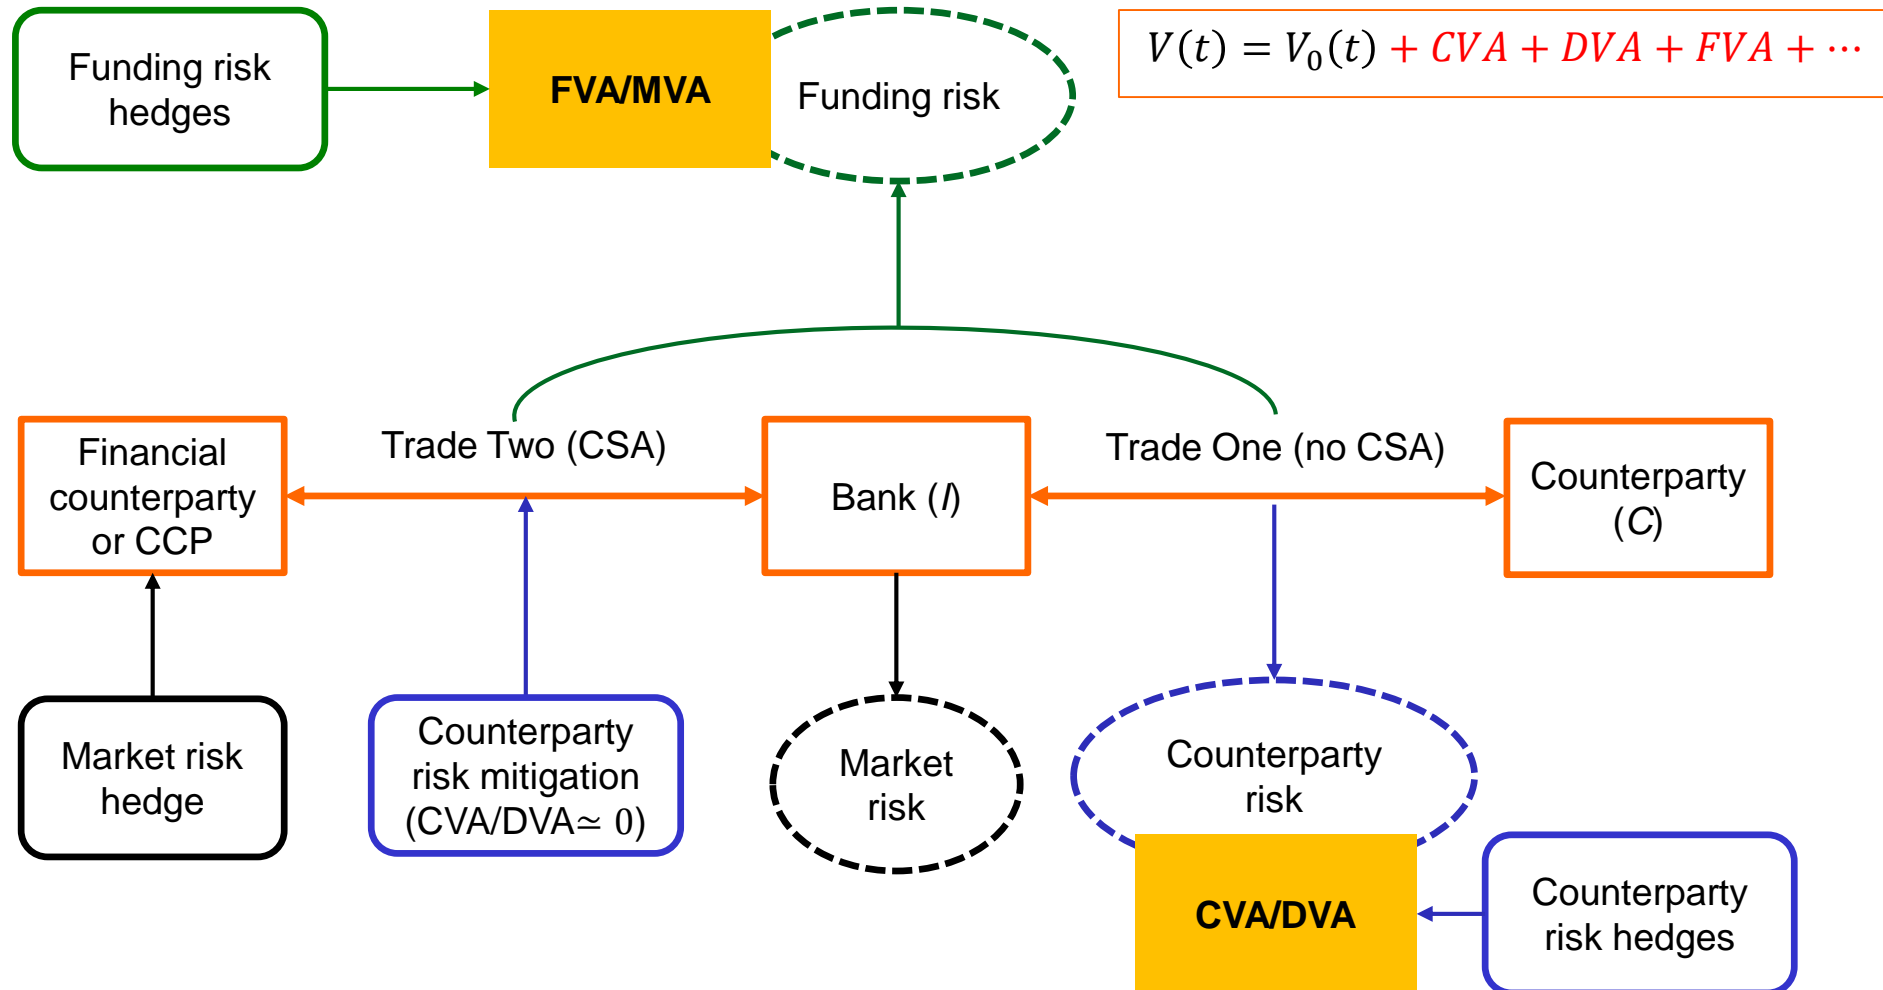 Funding risk
hedges
FVA/MVA
Funding risk
V(t) = V₀(t) + CVA + DVA + FVA + ⋯
Trade Two (CSA)
Trade One (no CSA)
Financial
counterparty
or CCP
Bank (I)
Counterparty
(C)
Market risk
hedge
Counterparty
risk mitigation
(CVA/DVA≃ 0)
Market
risk
Counterparty
risk
CVA/DVA
Counterparty
risk hedges